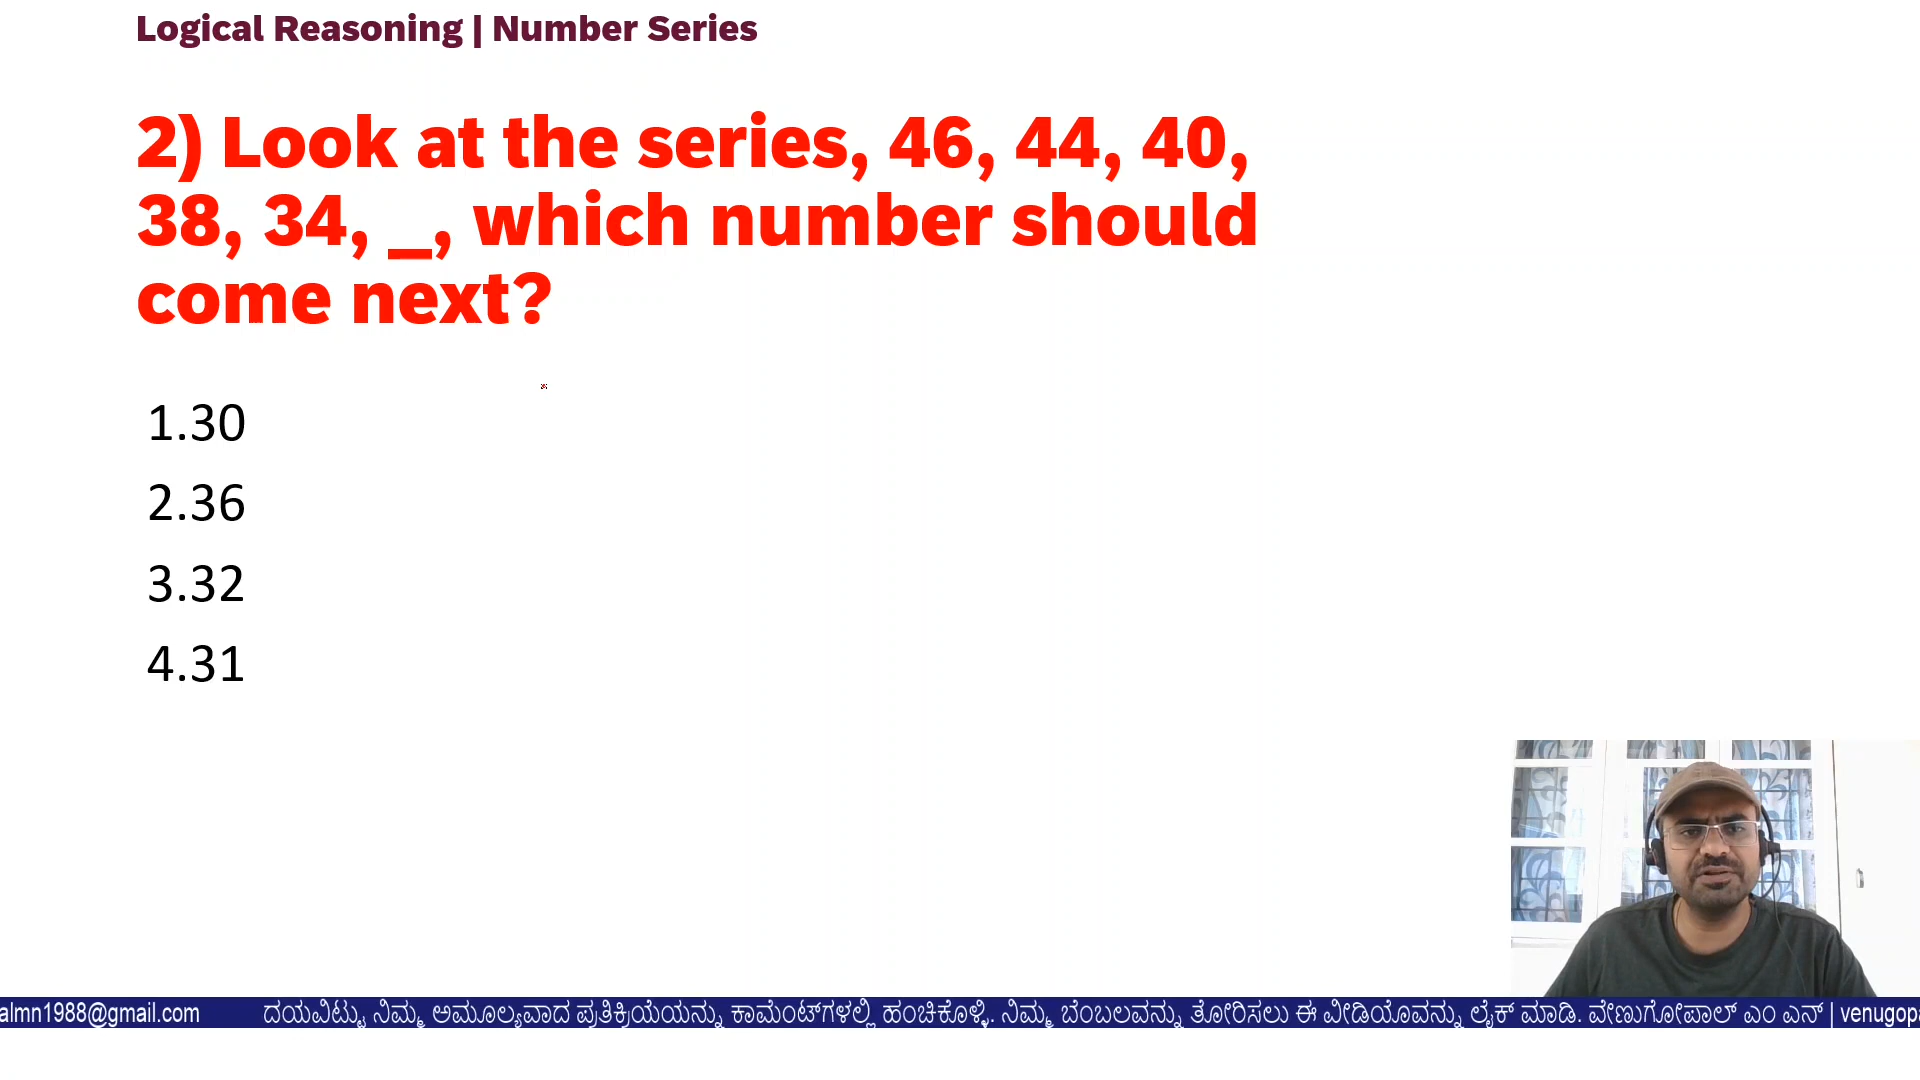 Logical Reasoning | Number Series
2) Look at the series, 46, 44, 40,
38, 34, _, which number should
come next?
1.30
2.36
3.32
4.31
almn1988@gmail.com ದಯವಿಟ್ಟು ನಿಮ್ಮ ಅಮೂಲ್ಯವಾದ ಪ್ರತಿಕ್ರಿಯೆಯನ್ನು ಕಾಮೆಂಟ್‌ಗಳಲ್ಲಿ ಹಂಚಿಕೊಳ್ಳಿ. ನಿಮ್ಮ ಬೆಂಬಲವನ್ನು ತೋರಿಸಲು ಈ ವೀಡಿಯೊವನ್ನು ಲೈಕ್ ಮಾಡಿ. ವೇಣುಗೋಪಾಲ್ ಎಂ ಎನ್ | venugopa